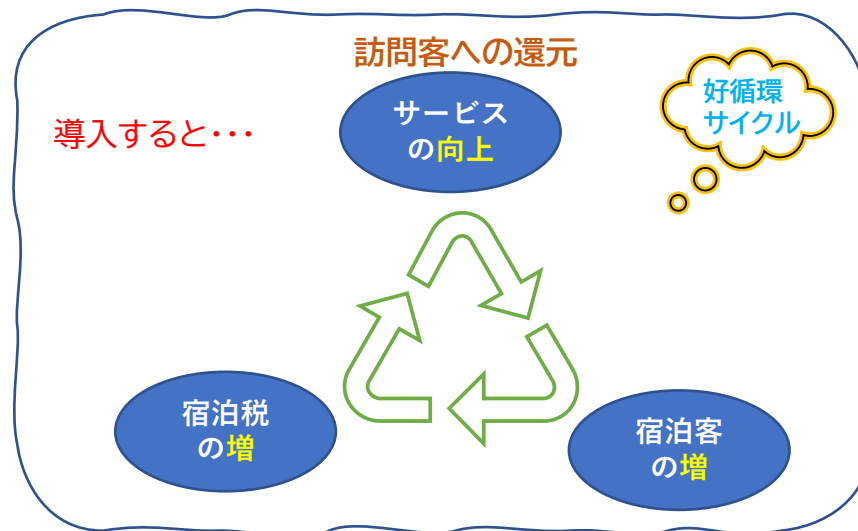 訪問客への還元
サービス
の向上
好循環
サイクル
導入すると・・・
宿泊税
の増
宿泊客
の増